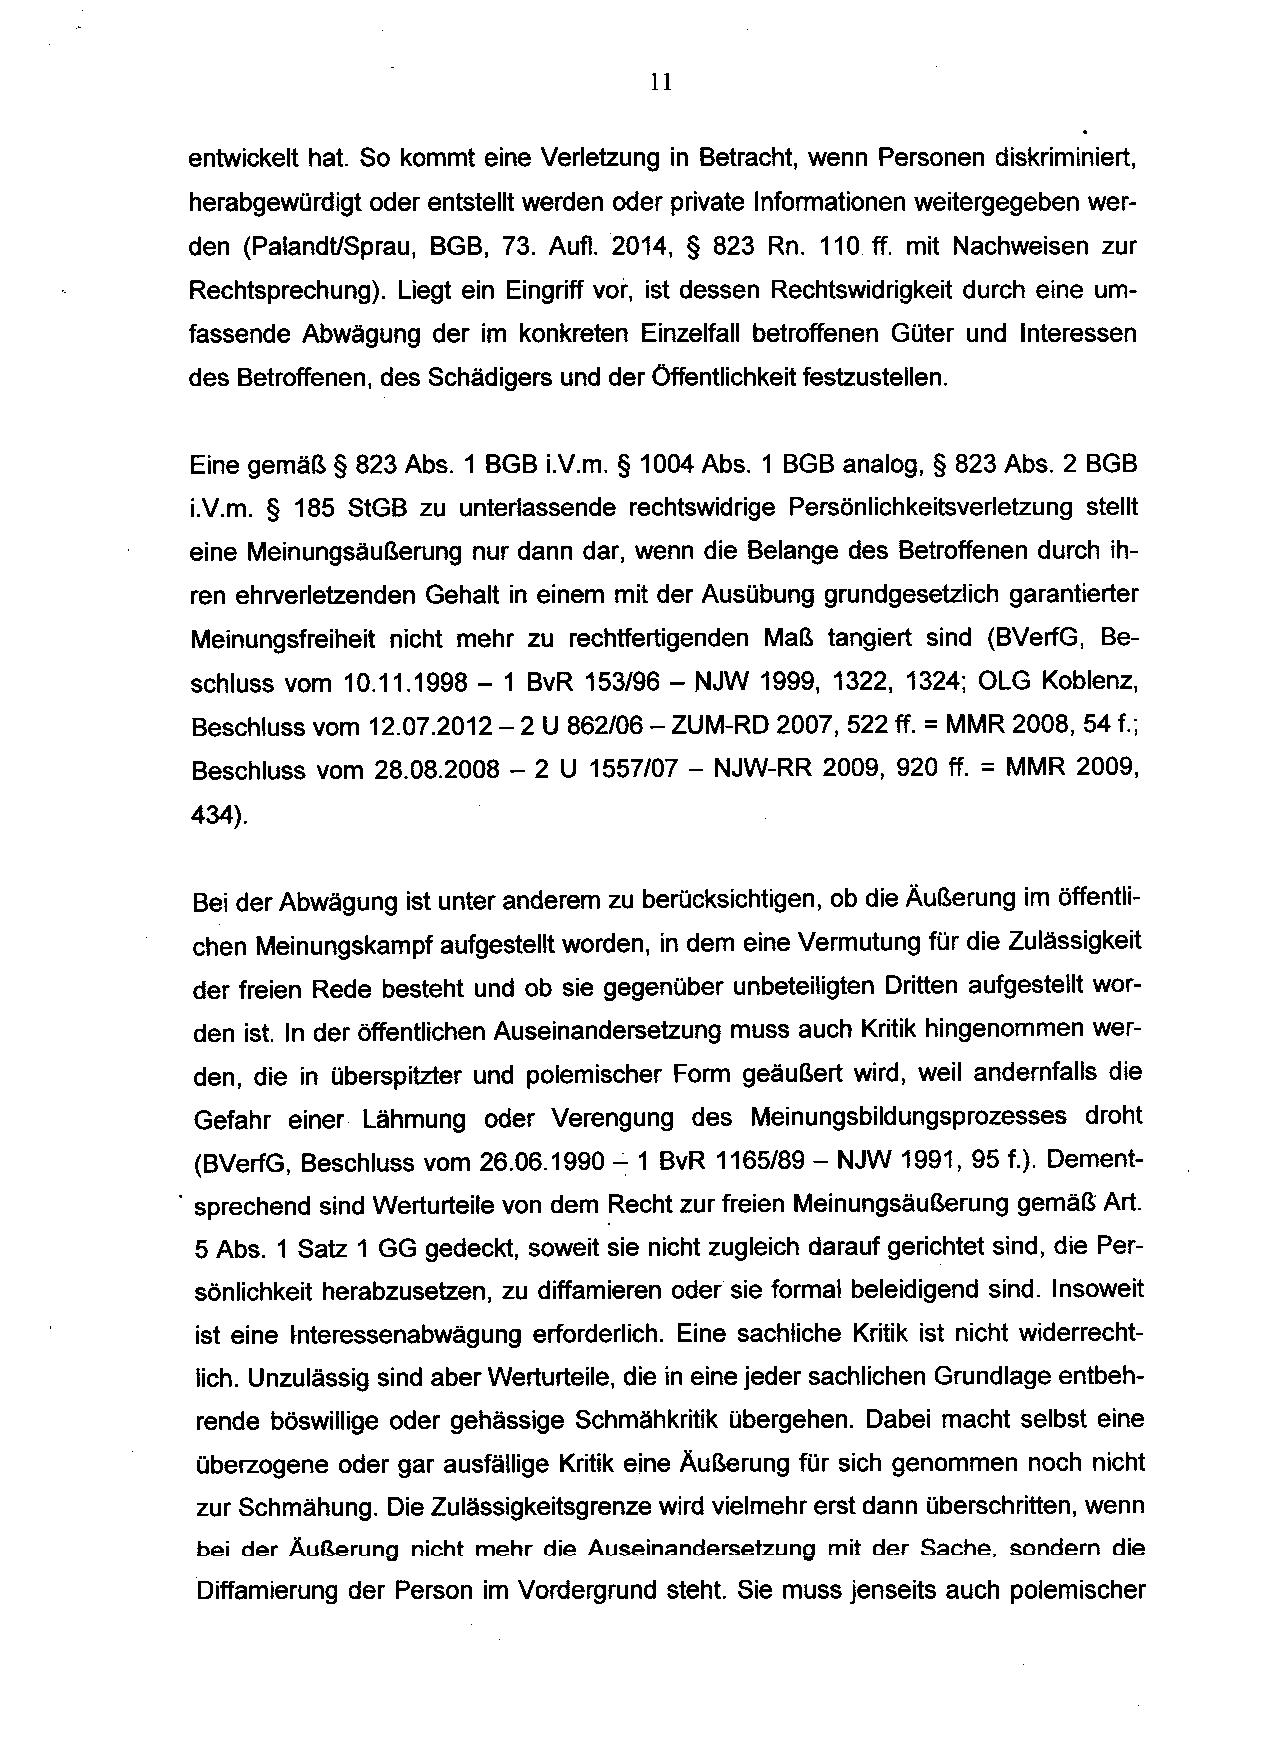 11
entwickelt hat. So kommt eine Verletzung in Betracht, wenn Personen diskriminiert,
herabgewürdigt oder entstellt werden oder private Informationen weitergegeben wer-
den (Palandt/Sprau, BGB, 73. Aufl. 2014, § 823 Rn. 110 ff. mit Nachweisen zur
Rechtsprechung). Liegt ein Eingriff vor, ist dessen Rechtswidrigkeit durch eine um-
fassende Abwägung der im konkreten Einzelfall betroffenen Güter und Interessen
des Betroffenen, des Schädigers und der Öffentlichkeit festzustellen.
Eine gemäß § 823 Abs. 1 BGB i.V.m. § 1004 Abs. 1 BGB analog, § 823 Abs. 2 BGB
i.V.m. § 185 StGB zu unterlassende rechtswidrige Persönlichkeitsverletzung stellt
eine Meinungsäußerung nur dann dar, wenn die Belange des Betroffenen durch ih-
ren ehrverletzenden Gehalt in einem mit der Ausübung grundgesetzlich garantierter
Meinungsfreiheit nicht mehr zu rechtfertigenden Maß tangiert sind (BVerfG, Be-
schluss vom 10.11.1998 – 1 BvR 153/96 – NJW 1999, 1322, 1324; OLG Koblenz,
Beschluss vom 12.07.2012 – 2 U 862/06 – ZUM-RD 2007, 522 ff. = MMR 2008, 54 f.;
Beschluss vom 28.08.2008 – 2 U 1557/07 – NJW-RR 2009, 920 ff. = MMR 2009,
434).
Bei der Abwägung ist unter anderem zu berücksichtigen, ob die Äußerung im öffentli-
chen Meinungskampf aufgestellt worden, in dem eine Vermutung für die Zulässigkeit
der freien Rede besteht und ob sie gegenüber unbeteiligten Dritten aufgestellt wor-
den ist. In der öffentlichen Auseinandersetzung muss auch Kritik hingenommen wer-
den, die in überspitzter und polemischer Form geäußert wird, weil andernfalls die
Gefahr einer Lähmung oder Verengung des Meinungsbildungsprozesses droht
(BVerfG, Beschluss vom 26.06.1990 – 1 BvR 1165/89 – NJW 1991, 95 f.). Dement-
sprechend sind Werturteile von dem Recht zur freien Meinungsäußerung gemäß Art.
5 Abs. 1 Satz 1 GG gedeckt, soweit sie nicht zugleich darauf gerichtet sind, die Per-
sönlichkeit herabzusetzen, zu diffamieren oder sie formal beleidigend sind. Insoweit
ist eine Interessenabwägung erforderlich. Eine sachliche Kritik ist nicht widerrecht-
lich. Unzulässig sind aber Werturteile, die in eine jeder sachlichen Grundlage entbeh-
rende böswillige oder gehässige Schmähkritik übergehen. Dabei macht selbst eine
überzogene oder gar ausfällige Kritik eine Äußerung für sich genommen noch nicht
zur Schmähung. Die Zulässigkeitsgrenze wird vielmehr erst dann überschritten, wenn
bei der Äußerung nicht mehr die Auseinandersetzung mit der Sache, sondern die
Diffamierung der Person im Vordergrund steht. Sie muss jenseits auch polemischer